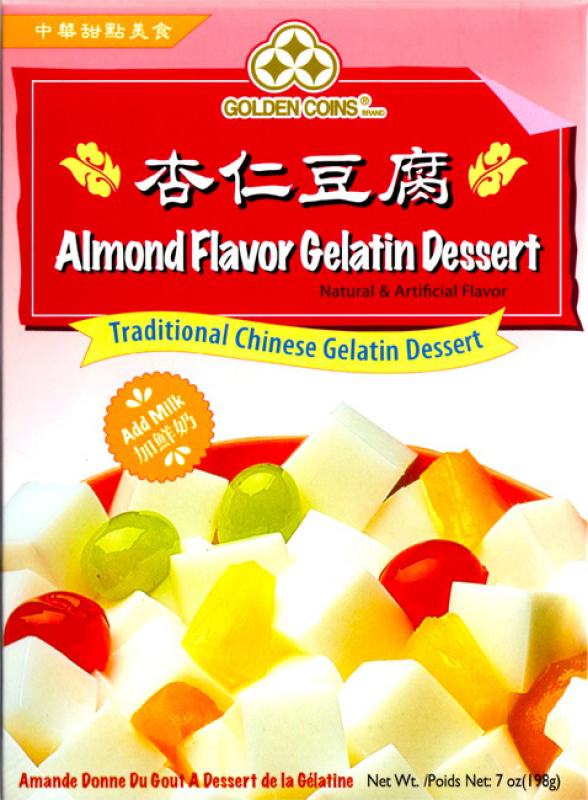 中華甜點美食
GOLDEN COINS® BRAND
杏仁豆腐
Almond Flavor Gelatin Dessert
Natural & Artificial Flavor
Traditional Chinese Gelatin Dessert
Add Milk
加鮮奶
Amande Donne Du Gout A Dessert de la Gélatine
Net Wt. /Poids Net: 7 oz(198g)